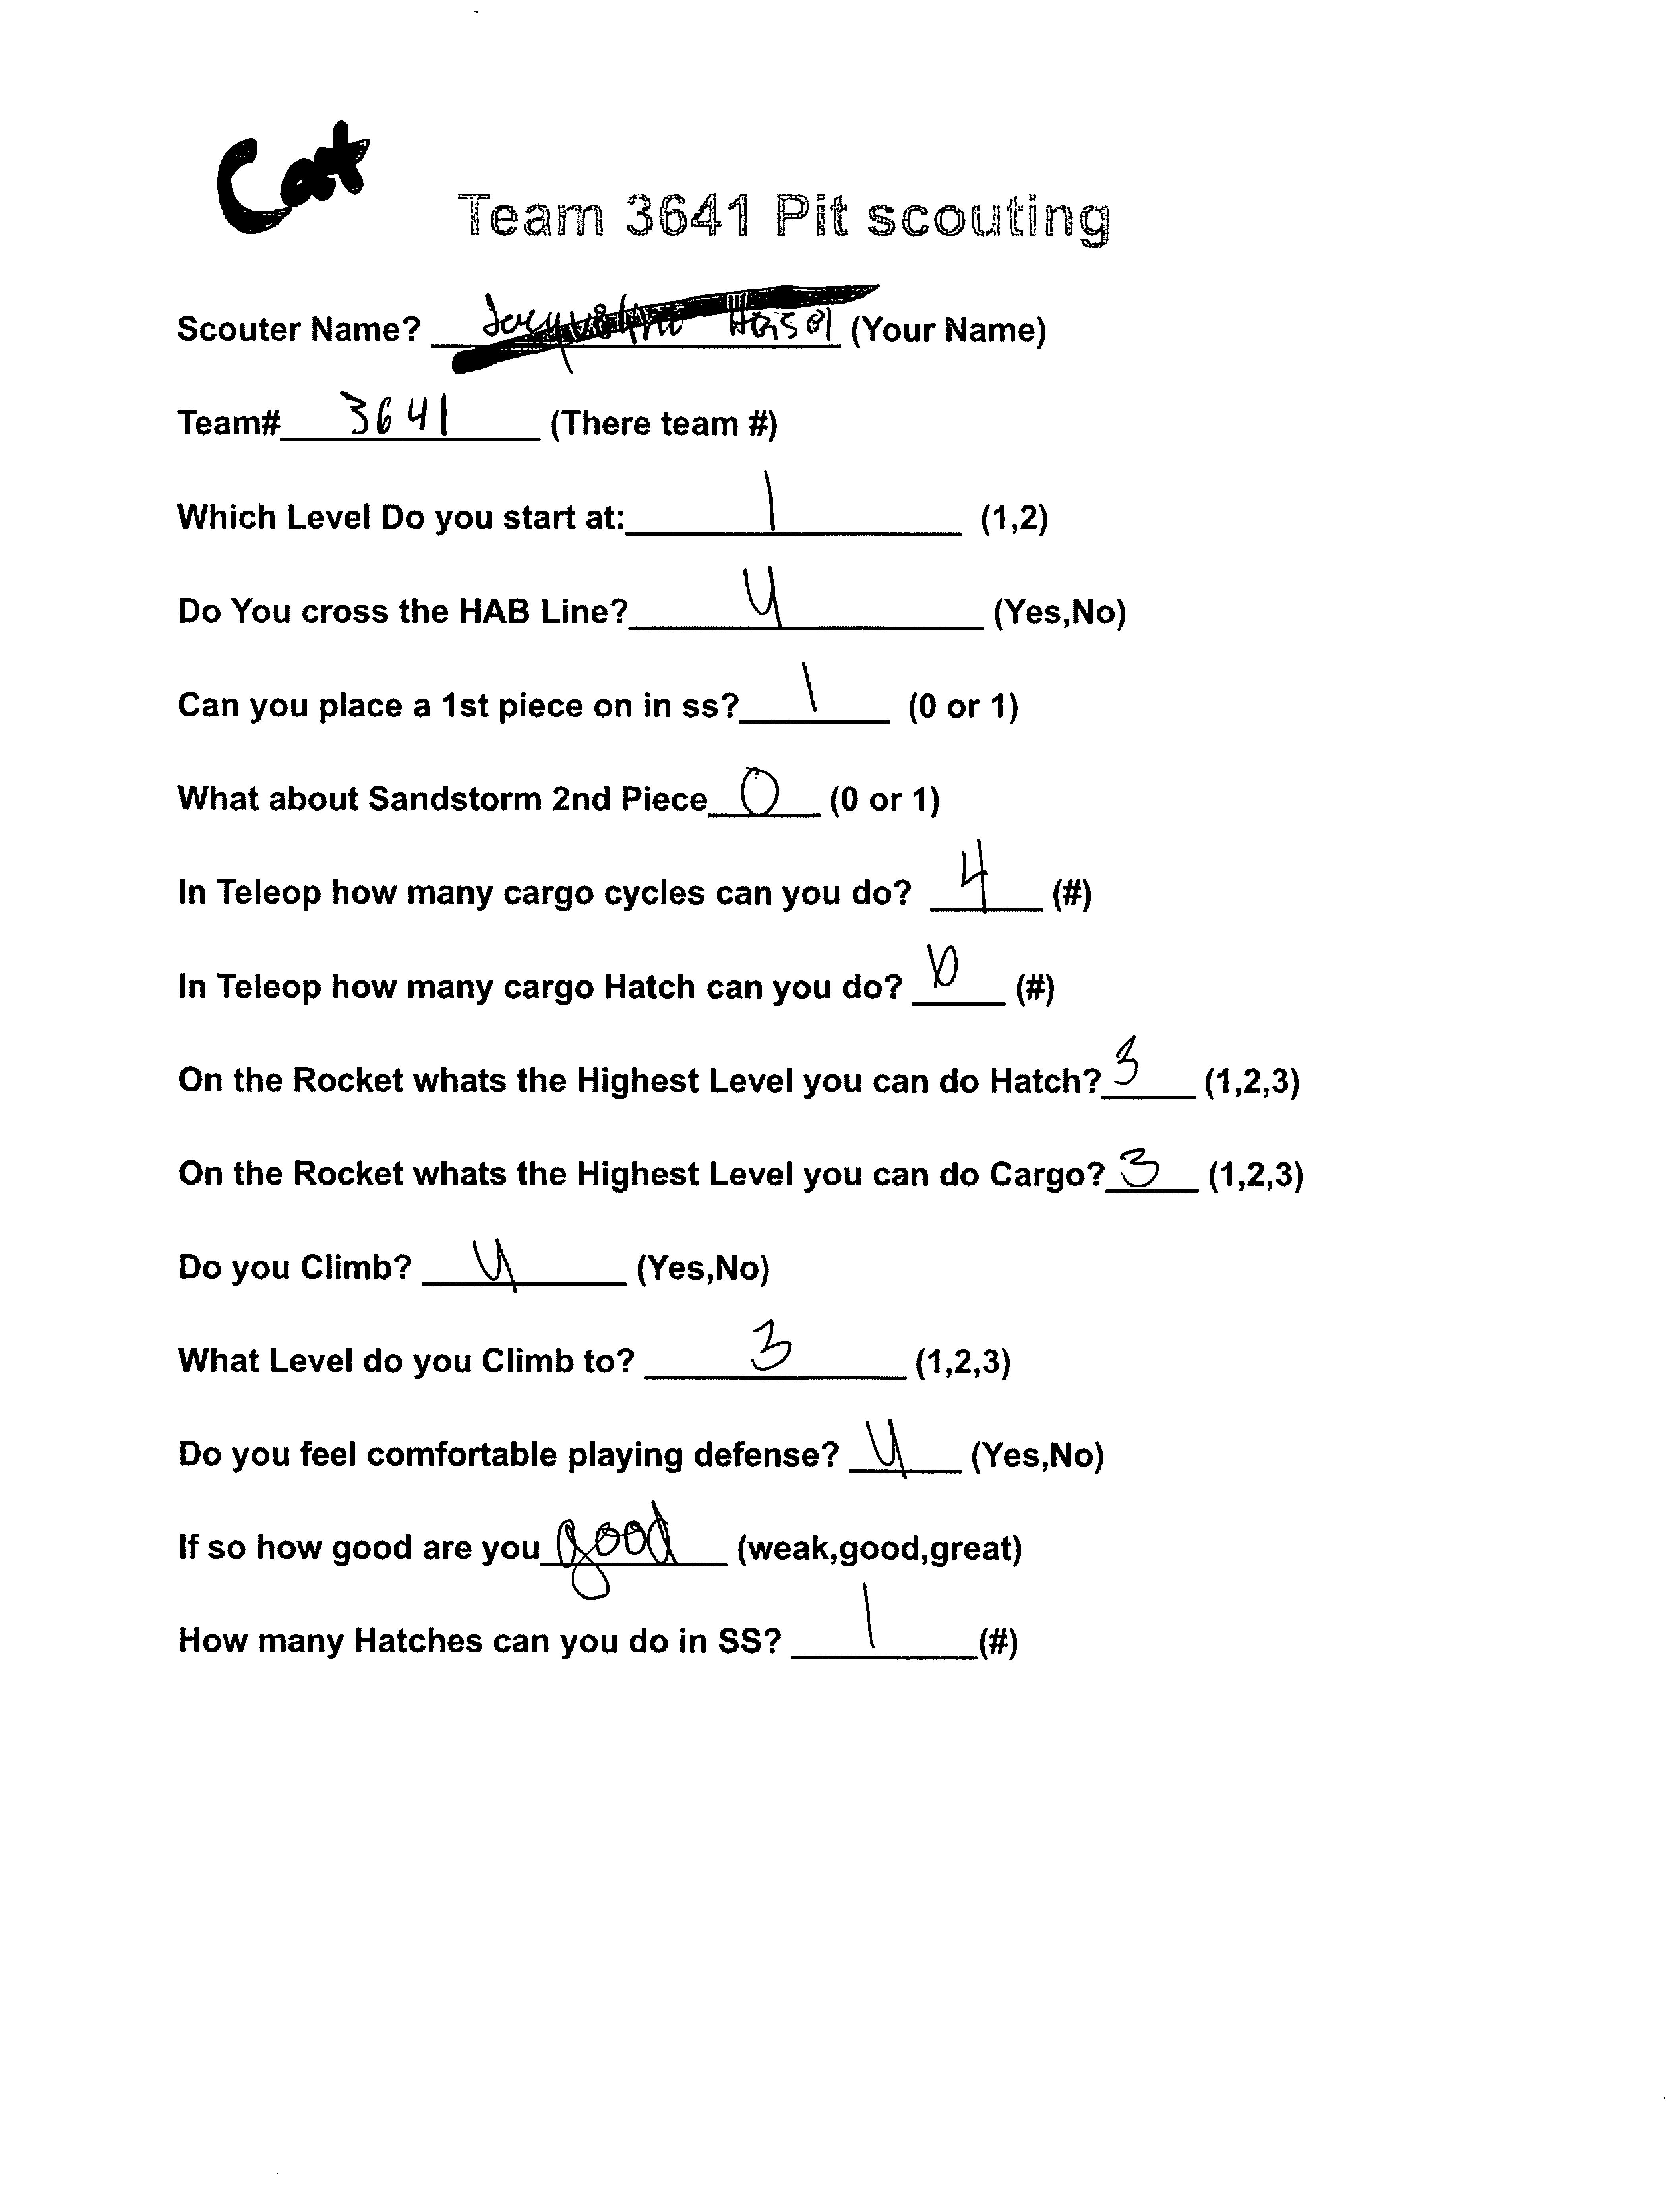 Cat
Team 3641 Pit scouting
Scouter Name? (Your Name)
Team# 3641 (There team #)
Which Level Do you start at: 1 (1,2)
Do You cross the HAB Line? y (Yes,No)
Can you place a 1st piece on in ss? 1 (0 or 1)
What about Sandstorm 2nd Piece 0 (0 or 1)
In Teleop how many cargo cycles can you do? 4 (#)
In Teleop how many cargo Hatch can you do? (#)
On the Rocket whats the Highest Level you can do Hatch? 3 (1,2,3)
On the Rocket whats the Highest Level you can do Cargo? 3 (1,2,3)
Do you Climb? y (Yes,No)
What Level do you Climb to? 3 (1,2,3)
Do you feel comfortable playing defense? y (Yes,No)
If so how good are you good (weak,good,great)
How many Hatches can you do in SS? 1 (#)